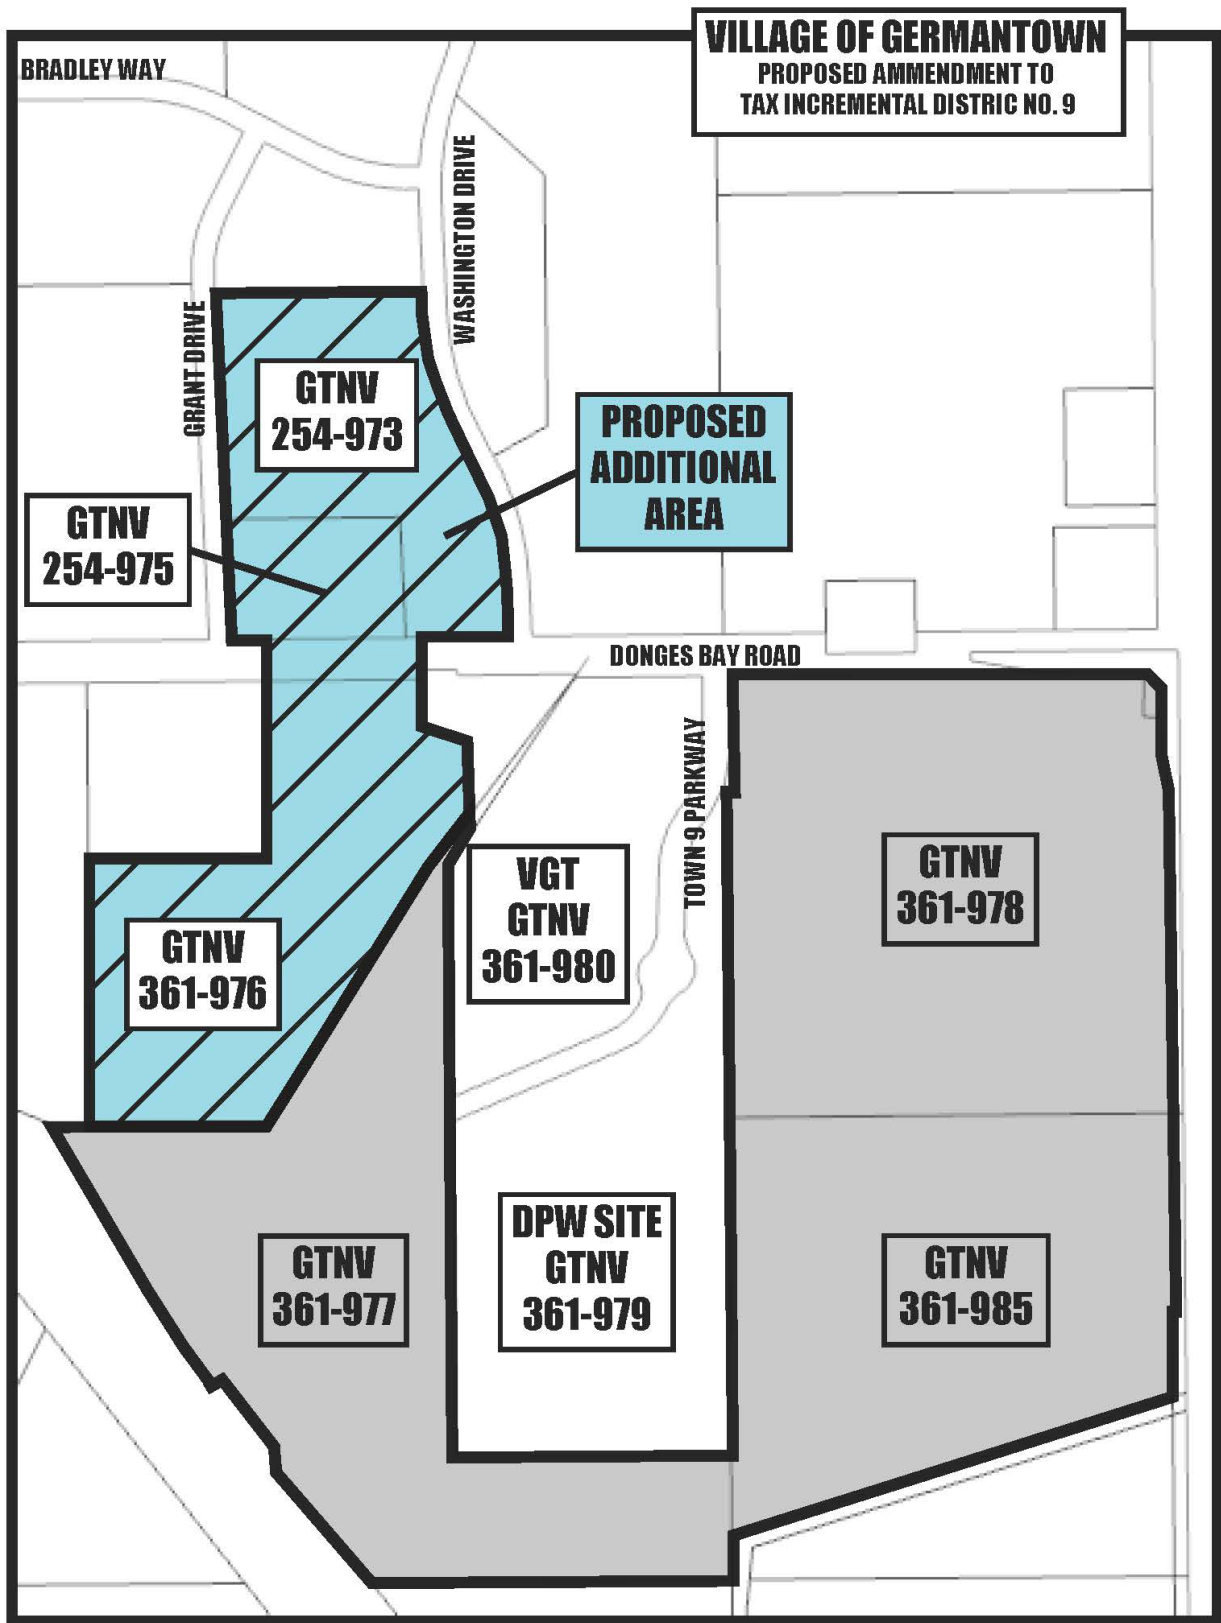 VILLAGE OF GERMANTOWN
PROPOSED AMMENDMENT TO
TAX INCREMENTAL DISTRIC NO. 9
BRADLEY WAY
WASHINGTON DRIVE
GRANT DRIVE
GTNV
254-973
PROPOSED
ADDITIONAL
AREA
GTNV
254-975
DONGES BAY ROAD
TOWN 9 PARKWAY
GTNV
361-978
VGT
GTNV
361-980
GTNV
361-976
DPW SITE
GTNV
361-979
GTNV
361-977
GTNV
361-985